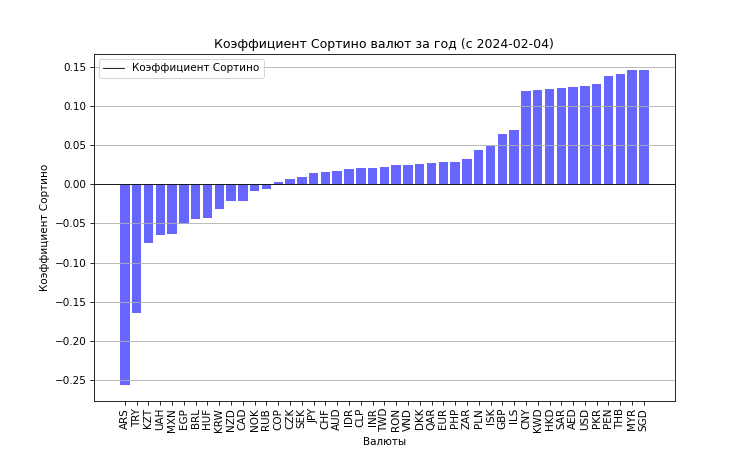 Коэффициент Сортино валют за год (с 2024-02-04)
Коэффициент Сортино
0.15
0.10
0.05
0.00
−0.05
−0.10
−0.15
−0.20
−0.25
Коэффициент Сортино
ARS TRY KZT UAH MXN EGP BRL HUF KRW NZD CAD NOK RUB COP CZK SEK JPY CHF AUD IDR CLP INR TWD RON VND DKK QAR EUR PHP ZAR PLN ISK GBP ILS CNY KWD HKD SAR AED USD PKR PEN THB MYR SGD
Валюты